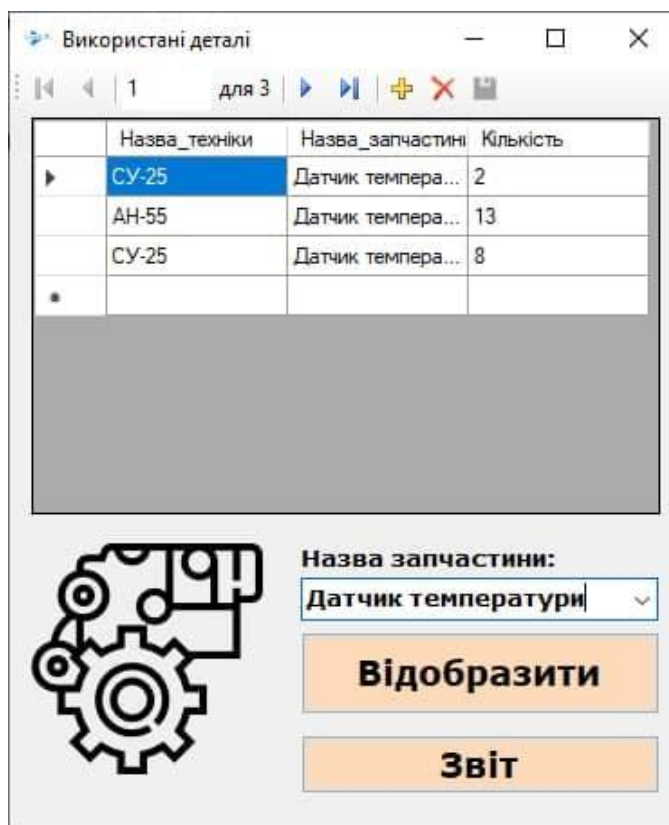 Використані деталі
1 для 3
Назва_техніки Назва_запчастині Кількість
СУ-25 Датчик темпера... 2
АН-55 Датчик темпера... 13
СУ-25 Датчик темпера... 8
Назва запчастини:
Датчик температури
Відобразити
Звіт